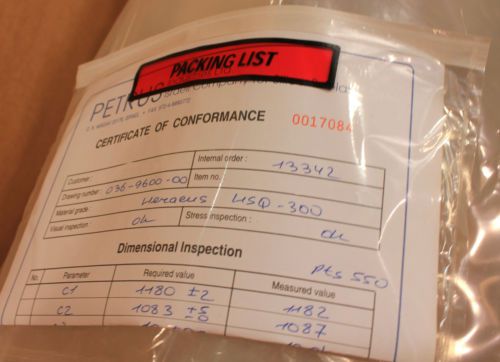 PACKING LIST
PETRUS
CERTIFICATE OF CONFORMANCE
0017084
Internal order : 13342
Customer :
Item no.
Drawing number : 036-9600-00
Material grade : Heraeus HSQ-300
Visual inspection : ok
Stress inspection : ok
Dimensional Inspection
pts 550
No. Parameter Required value Measured value
C1 1180 ±2 1182
C2 1083 +5 -0 1087